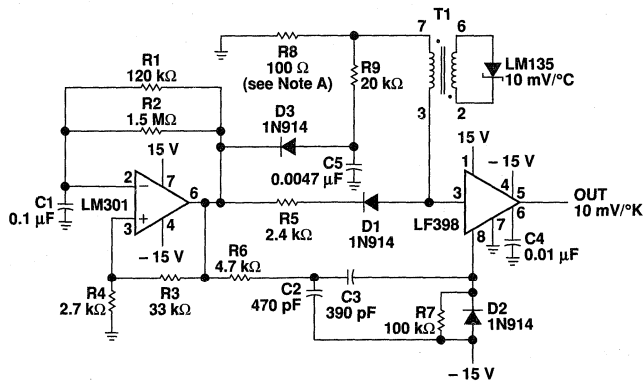 T1
7
6
R8
100 Ω
(see Note A)
R9
20 kΩ
LM135
10 mV/°C
3
2
R1
120 kΩ
R2
1.5 MΩ
D3
1N914
C5
0.0047 µF
15 V
2
–
7
6
LM301
+
3
4
– 15 V
C1
0.1 µF
R5
2.4 kΩ
D1
1N914
15 V
1
– 15 V
3
4
5
6
7
8
LF398
OUT
10 mV/°K
C4
0.01 µF
R6
4.7 kΩ
R4
2.7 kΩ
R3
33 kΩ
C2
470 pF
C3
390 pF
R7
100 kΩ
D2
1N914
– 15 V